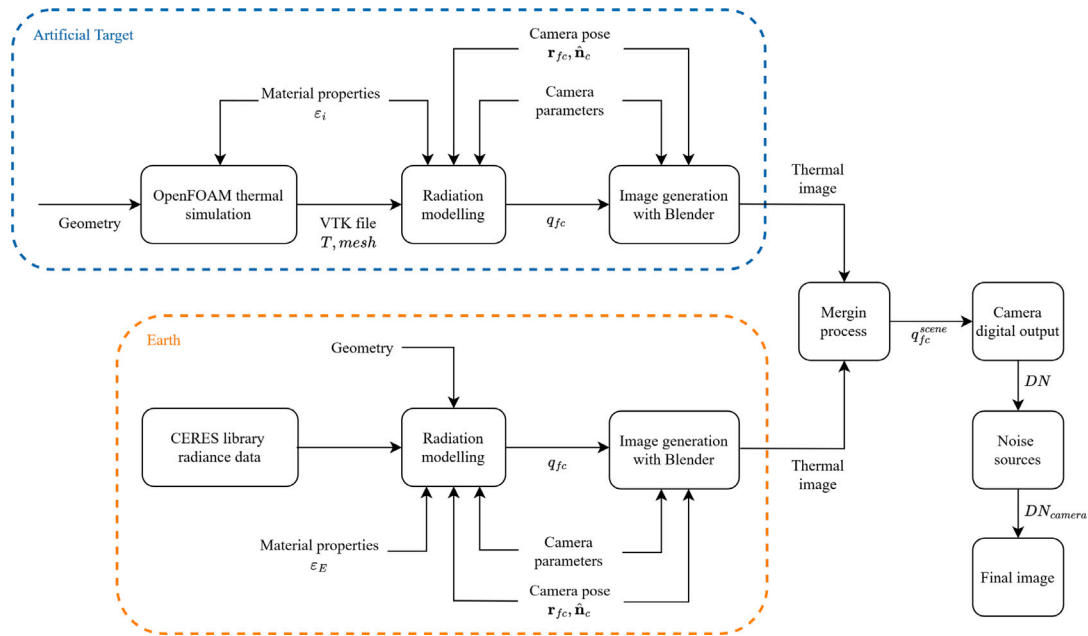 Artificial Target
Camera pose
r_fc, n̂_c
Material properties
ε_i
Camera
parameters
OpenFOAM thermal
simulation
Radiation
modelling
Image generation
with Blender
Geometry
VTK file
T, mesh
q_fc
Thermal
image
Mergin
process
q_fc^scene
Camera
digital output
DN
Noise
sources
DN_camera
Final image
Earth
Geometry
CERES library
radiance data
Radiation
modelling
q_fc
Image generation
with Blender
Thermal
image
Material properties
ε_E
Camera
parameters
Camera pose
r_fc, n̂_c